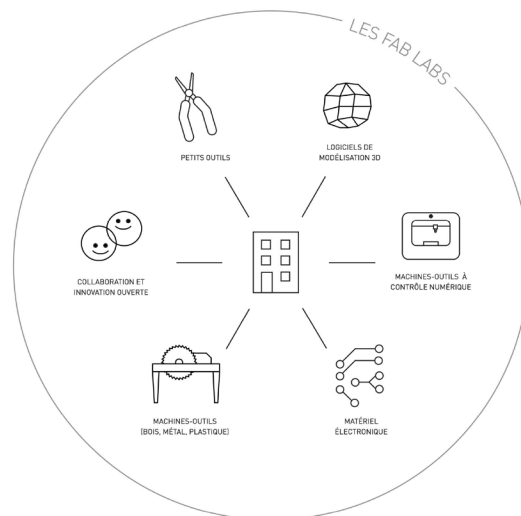 LES FAB LABS
PETITS OUTILS
LOGICIELS DE
MODÉLISATION 3D
COLLABORATION ET
INNOVATION OUVERTE
MACHINES-OUTILS À
CONTRÔLE NUMÉRIQUE
MACHINES-OUTILS
(BOIS, MÉTAL, PLASTIQUE)
MATÉRIEL
ÉLECTRONIQUE